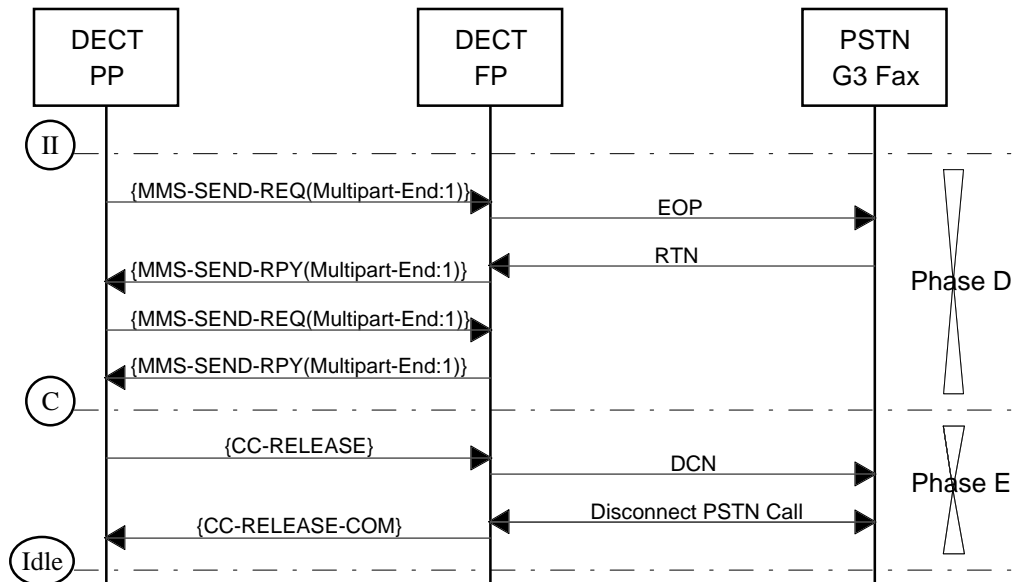 DECT
PP
DECT
FP
PSTN
G3 Fax
II
{MMS-SEND-REQ(Multipart-End:1)}
EOP
RTN
{MMS-SEND-RPY(Multipart-End:1)}
Phase D
{MMS-SEND-REQ(Multipart-End:1)}
{MMS-SEND-RPY(Multipart-End:1)}
C
{CC-RELEASE}
DCN
Phase E
Disconnect PSTN Call
{CC-RELEASE-COM}
Idle